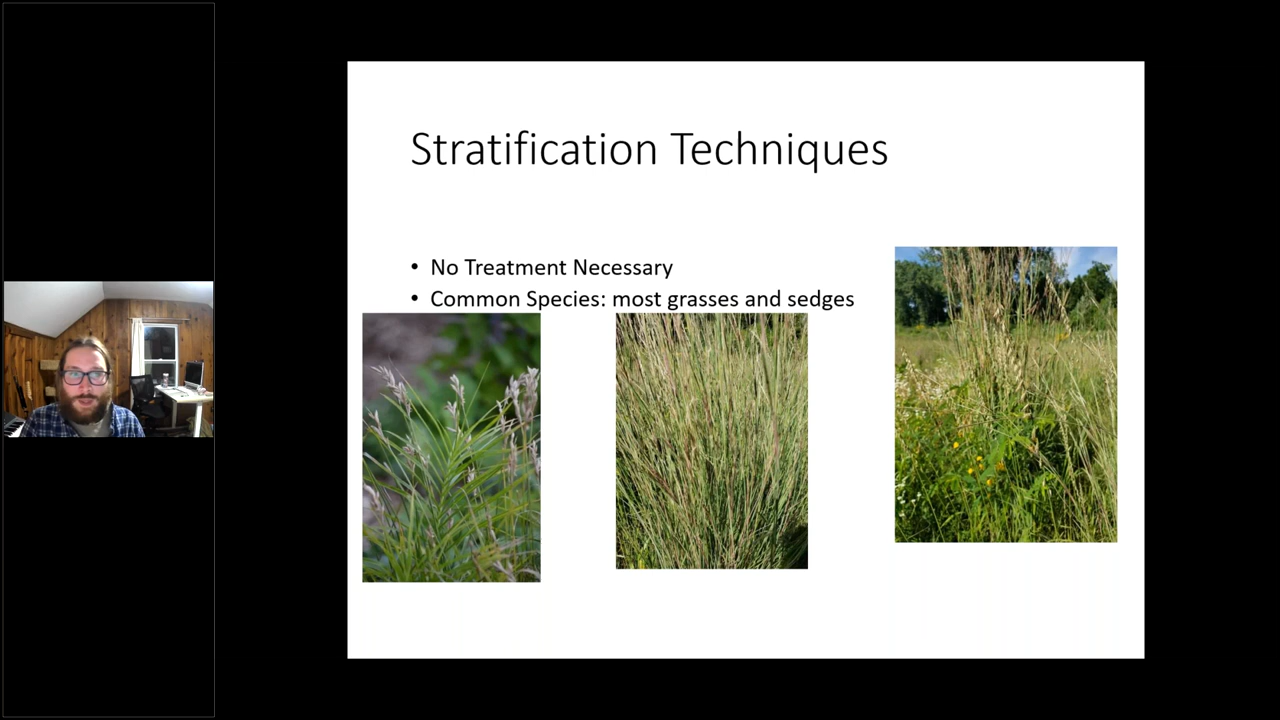 Stratification Techniques
• No Treatment Necessary
• Common Species: most grasses and sedges